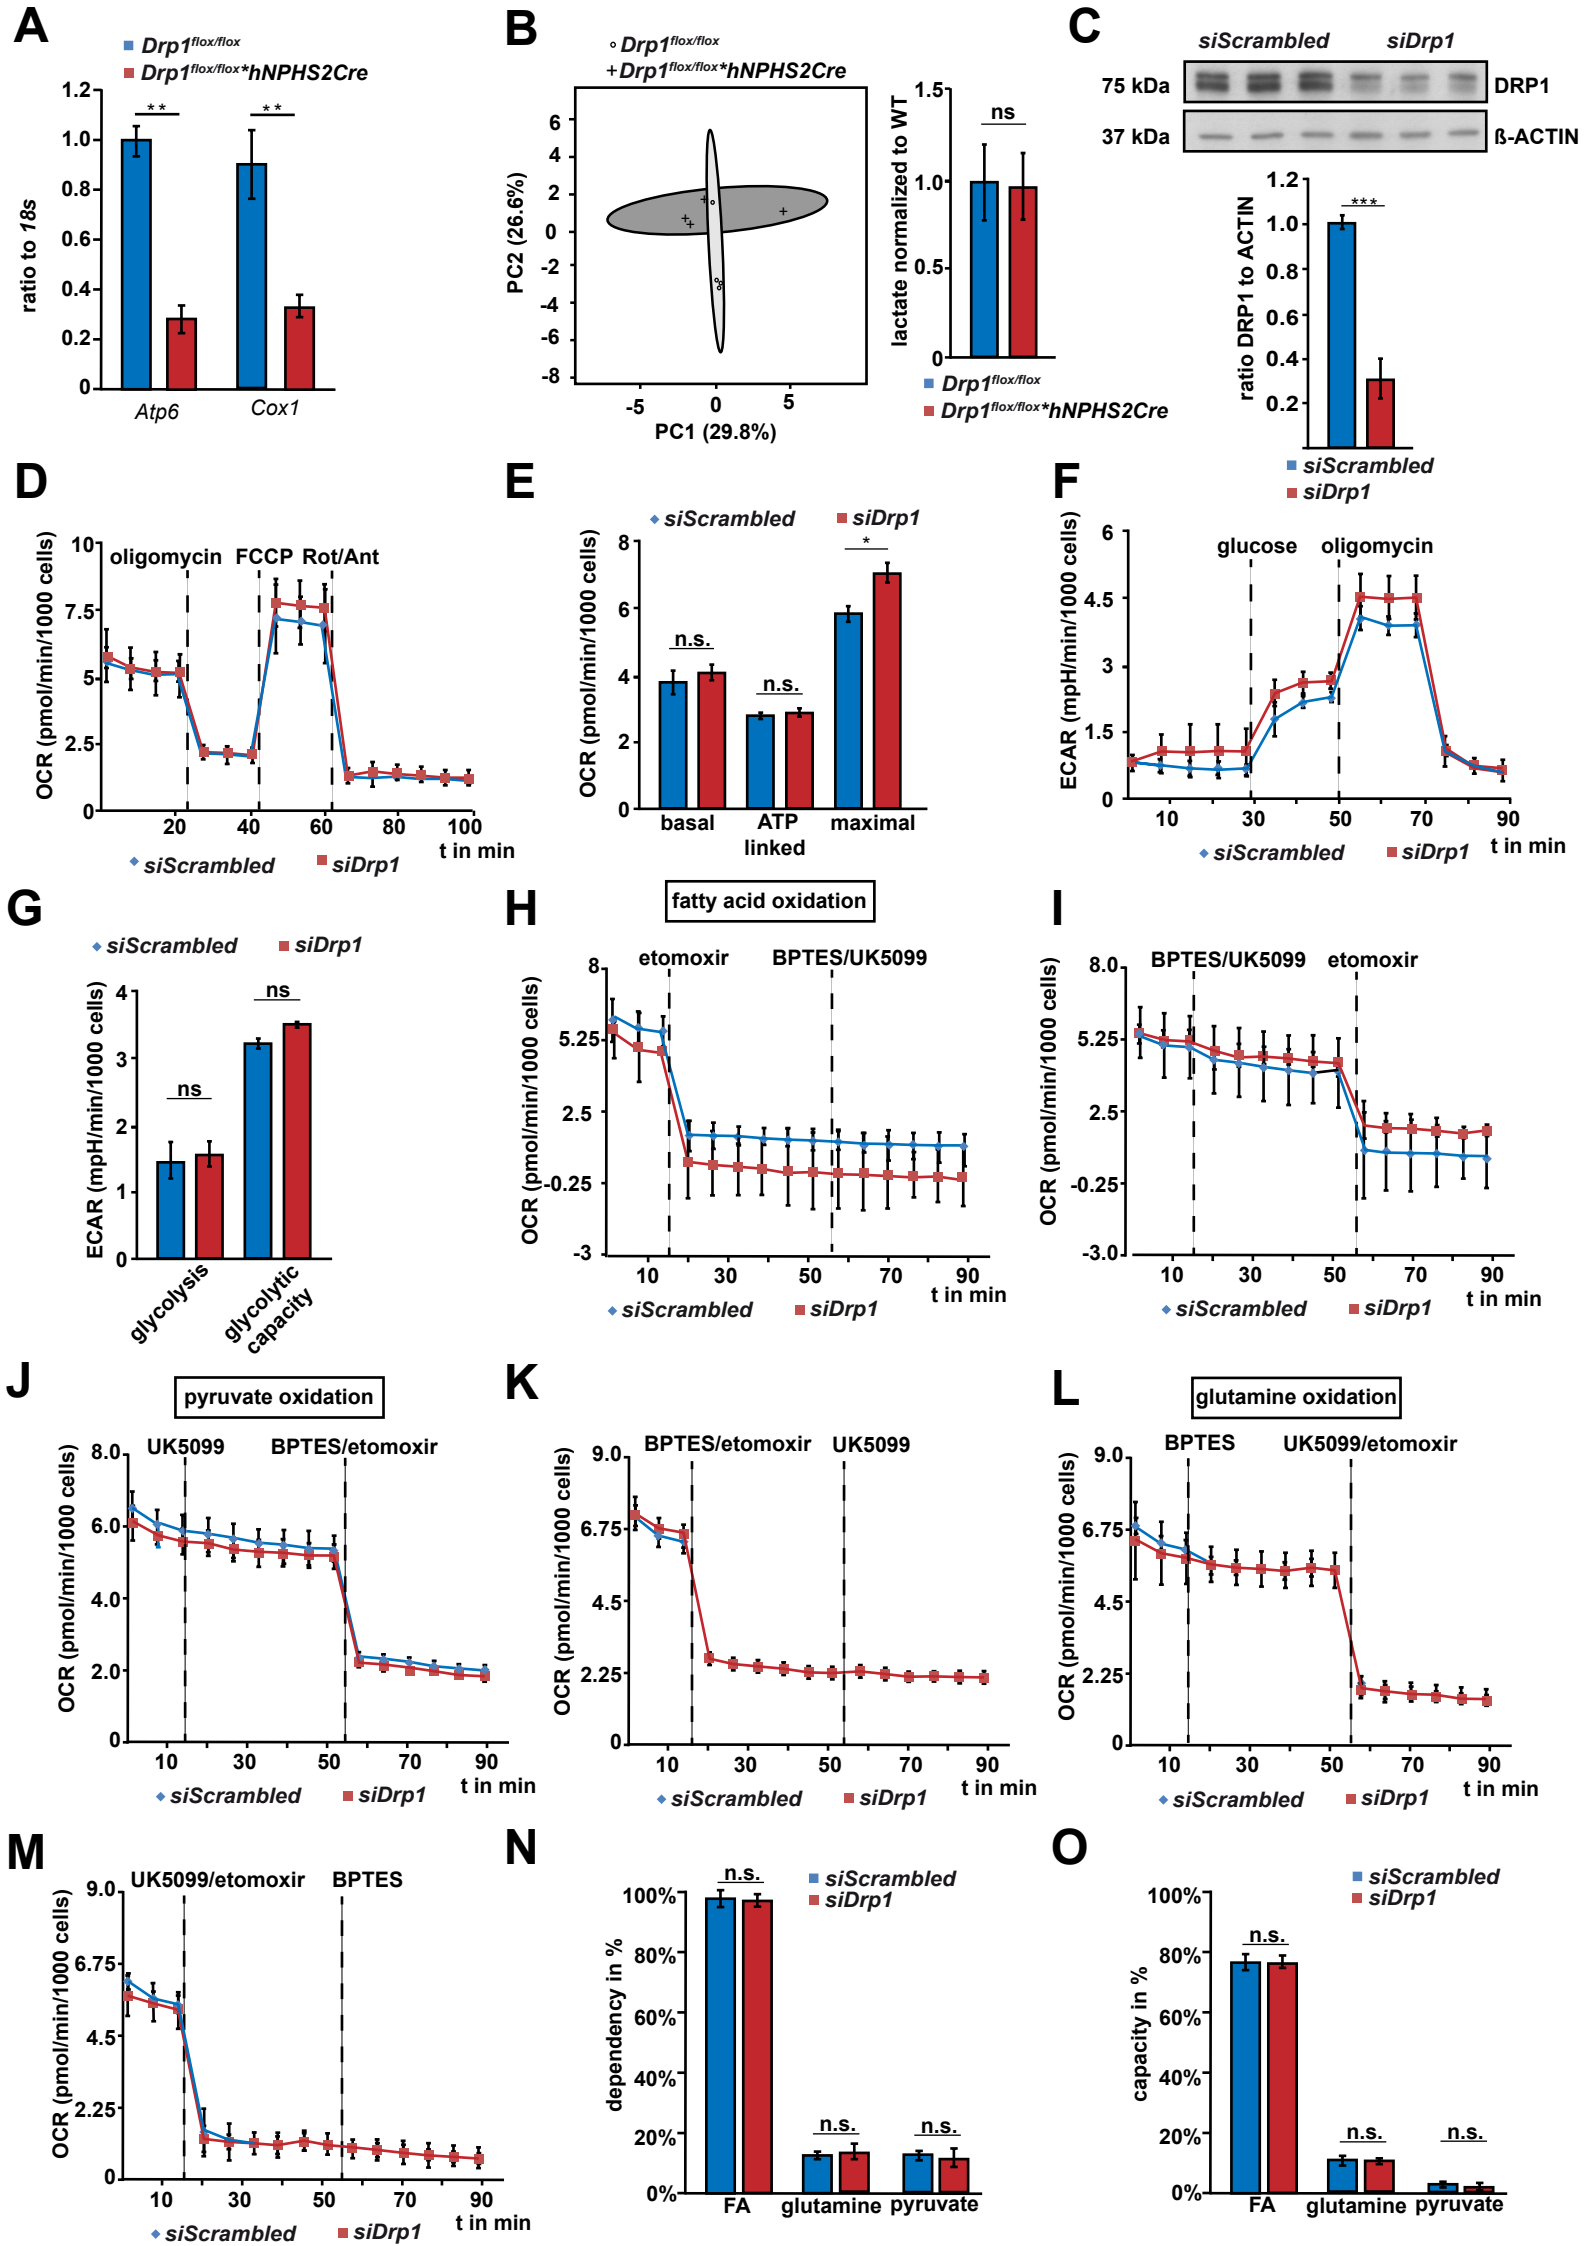 A
Drp1flox/flox
Drp1flox/flox*hNPHS2Cre
1.2
1.0
0.8
0.6
0.4
0.2
0
ratio to 18s
**
**
Atp6
Cox1
B
Drp1flox/flox
+Drp1flox/flox*hNPHS2Cre
6
4
2
0
-2
-4
-6
-8
PC2 (26.6%)
-5
0
5
PC1 (29.8%)
1.5
1.0
0.5
0
lactate normalized to WT
ns
Drp1flox/flox
Drp1flox/flox*hNPHS2Cre
C
siScrambled
siDrp1
75 kDa
DRP1
37 kDa
ß-ACTIN
1.2
1.0
0.8
0.6
0.4
0.2
ratio DRP1 to ACTIN
***
siScrambled
siDrp1
D
10
7.5
5
2.5
0
OCR (pmol/min/1000 cells)
oligomycin
FCCP
Rot/Ant
20
40
60
80
100
t in min
siScrambled
siDrp1
E
siScrambled
siDrp1
8
6
4
2
0
OCR (pmol/min/1000 cells)
n.s.
n.s.
*
basal
ATP
linked
maximal
F
6
4.5
3
1.5
0
ECAR (mpH/min/1000 cells)
glucose
oligomycin
10
30
50
70
90
t in min
siScrambled
siDrp1
G
siScrambled
siDrp1
4
3
2
1
0
ECAR (mpH/min/1000 cells)
ns
ns
glycolysis
glycolytic
capacity
H
fatty acid oxidation
etomoxir
BPTES/UK5099
8
5.25
2.5
-0.25
-3
OCR (pmol/min/1000 cells)
10
30
50
70
90
t in min
siScrambled
siDrp1
I
BPTES/UK5099
etomoxir
8.0
5.25
2.5
-0.25
-3.0
OCR (pmol/min/1000 cells)
10
30
50
70
90
t in min
siScrambled
siDrp1
J
pyruvate oxidation
UK5099
BPTES/etomoxir
8.0
6.0
4.0
2.0
0
OCR (pmol/min/1000 cells)
10
30
50
70
90
t in min
siScrambled
siDrp1
K
BPTES/etomoxir
UK5099
9.0
6.75
4.5
2.25
0
OCR (pmol/min/1000 cells)
10
30
50
70
90
t in min
siScrambled
siDrp1
L
glutamine oxidation
BPTES
UK5099/etomoxir
9.0
6.75
4.5
2.25
0
OCR (pmol/min/1000 cells)
10
30
50
70
90
t in min
siScrambled
siDrp1
M
UK5099/etomoxir
BPTES
9.0
6.75
4.5
2.25
0
OCR (pmol/min/1000 cells)
10
30
50
70
90
t in min
siScrambled
siDrp1
N
siScrambled
siDrp1
100%
80%
60%
40%
20%
0%
dependency in %
n.s.
n.s.
n.s.
FA
glutamine
pyruvate
O
siScrambled
siDrp1
100%
80%
60%
40%
20%
0%
capacity in %
n.s.
n.s.
n.s.
FA
glutamine
pyruvate